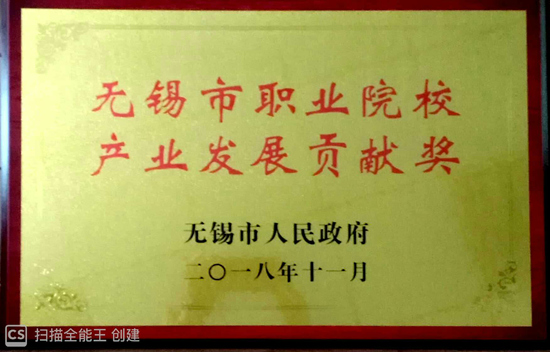 无锡市职业院校
产业发展贡献奖
无锡市人民政府
二〇一八年十一月
CS 扫描全能王 创建